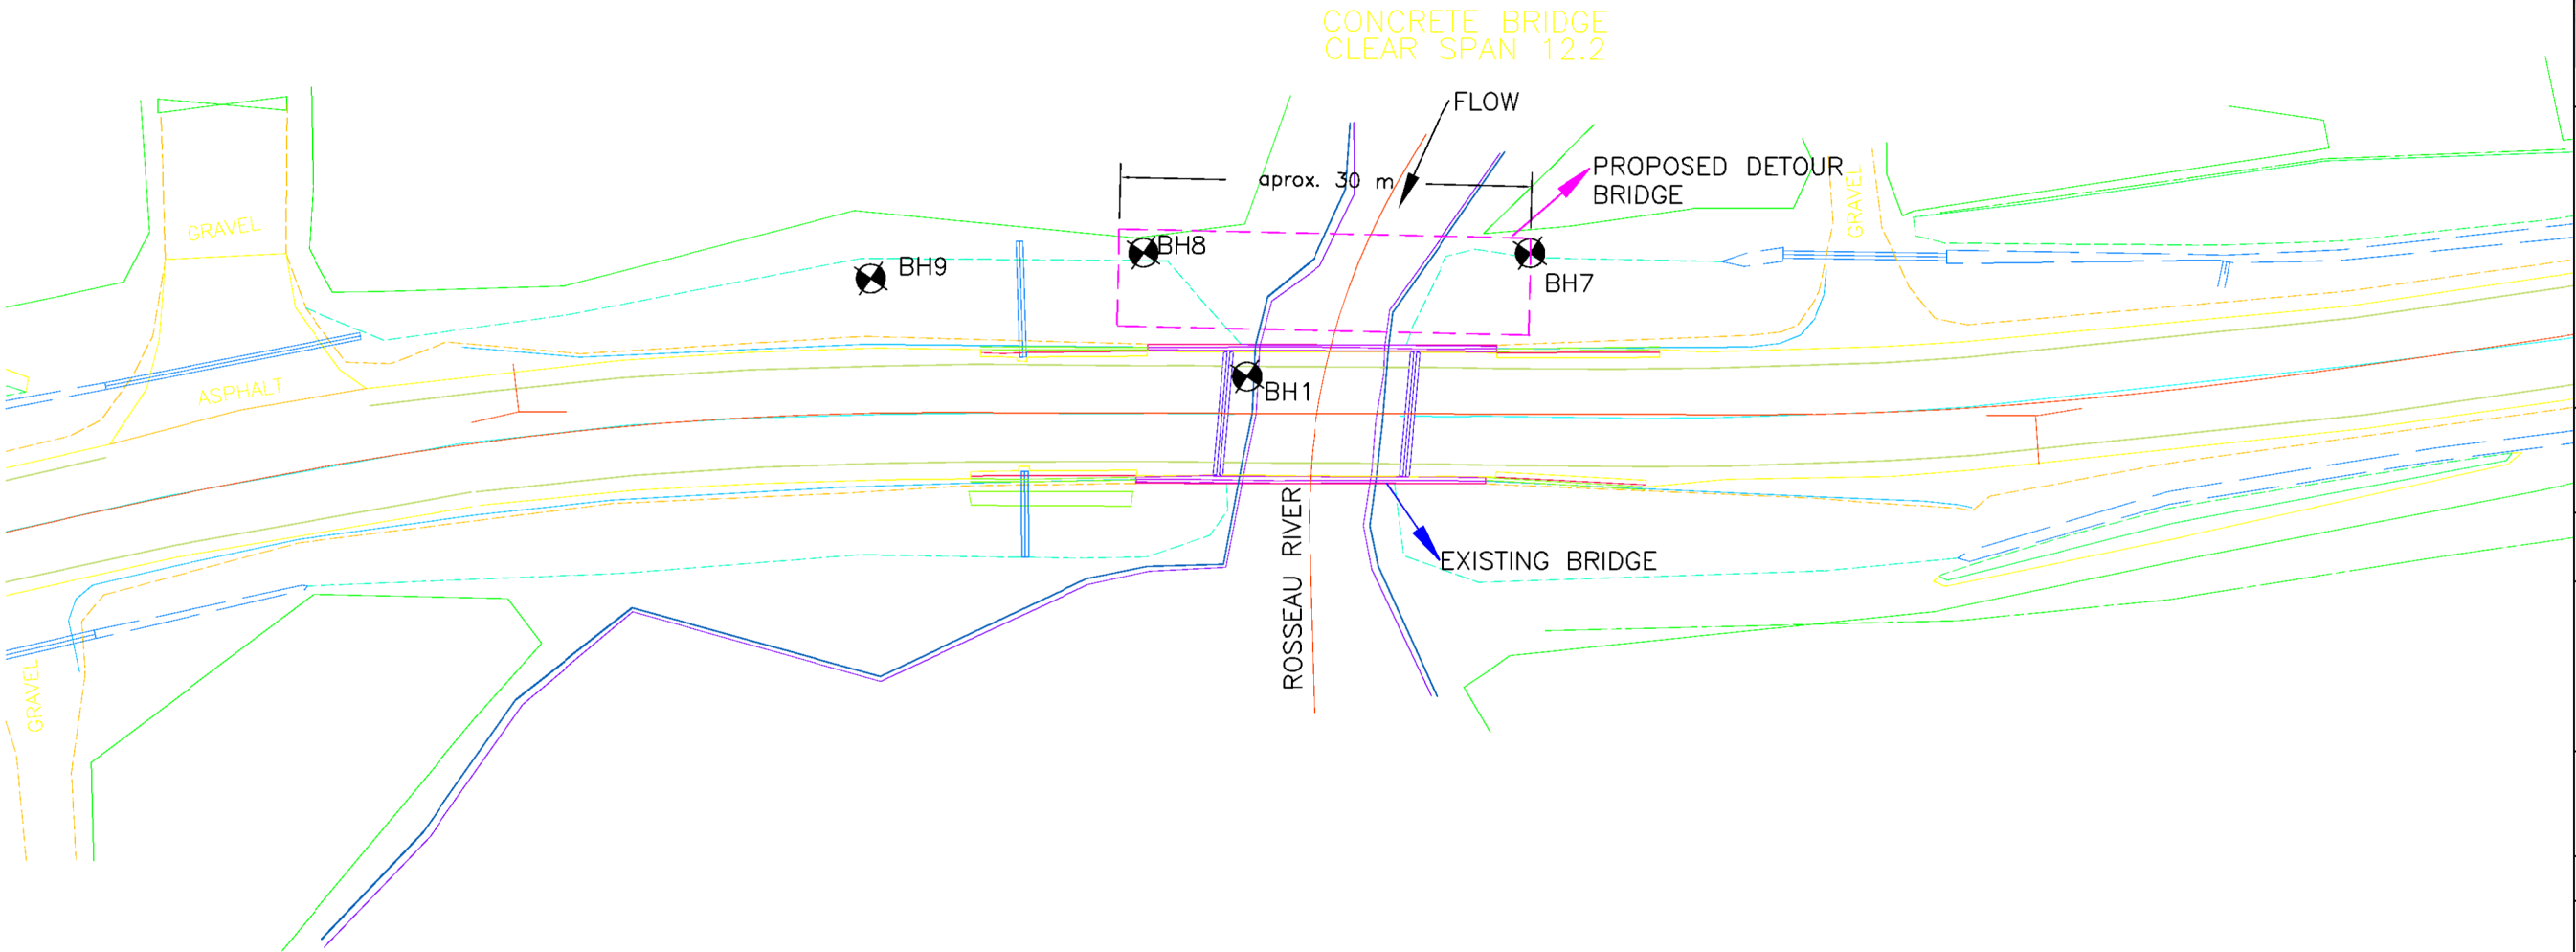 CONCRETE BRIDGE
CLEAR SPAN 12.2
FLOW
PROPOSED DETOUR
BRIDGE
aprox. 30 m
GRAVEL
GRAVEL
BH8
BH9
BH7
ASPHALT
BH1
ROSSEAU RIVER
EXISTING BRIDGE
GRAVEL